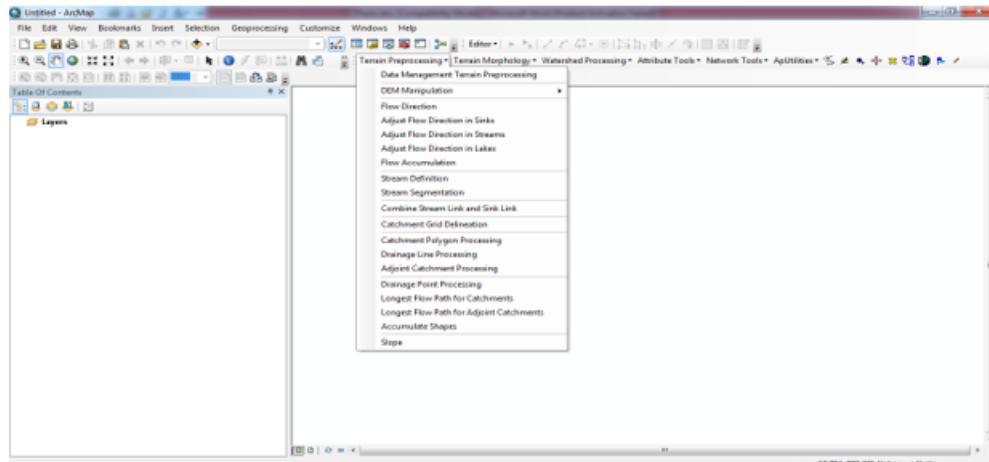 Untitled - ArcMap
File Edit View Bookmarks Insert Selection Geoprocessing Customize Windows Help
Editor
Terrain Preprocessing Terrain Morphology Watershed Processing Attribute Tools Network Tools ApUtilities
Table Of Contents
Layers
Data Management Terrain Preprocessing
DEM Manipulation
Flow Direction
Adjust Flow Direction in Sinks
Adjust Flow Direction in Streams
Adjust Flow Direction in Lakes
Flow Accumulation
Stream Definition
Stream Segmentation
Combine Stream Link and Sink Link
Catchment Grid Delineation
Catchment Polygon Processing
Drainage Line Processing
Adjoint Catchment Processing
Drainage Point Processing
Longest Flow Path for Catchments
Longest Flow Path for Adjoint Catchments
Accumulate Shapes
Slope